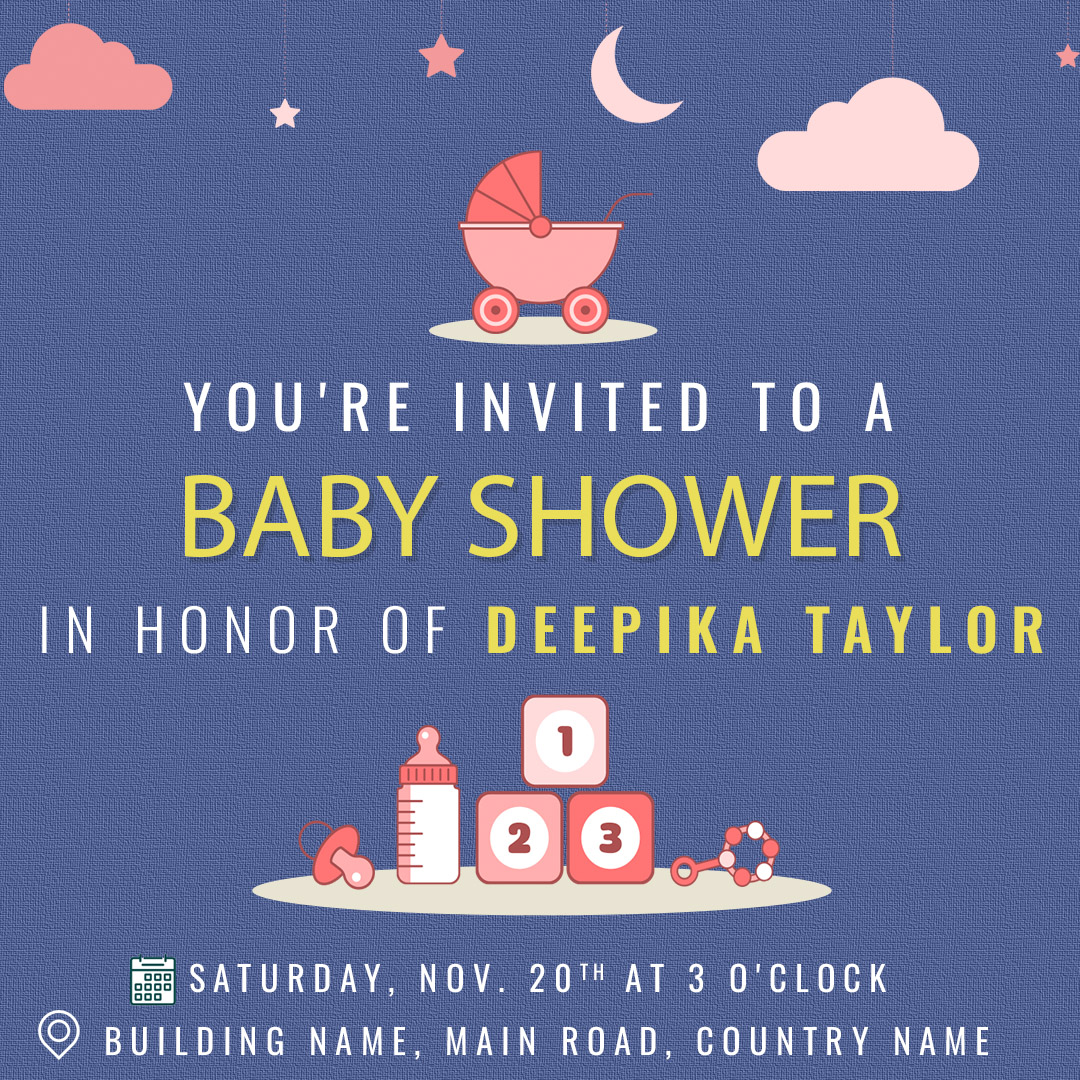 YOU'RE INVITED TO A
BABY SHOWER
IN HONOR OF DEEPIKA TAYLOR
1
2 3
SATURDAY, NOV. 20TH AT 3 O'CLOCK
BUILDING NAME, MAIN ROAD, COUNTRY NAME